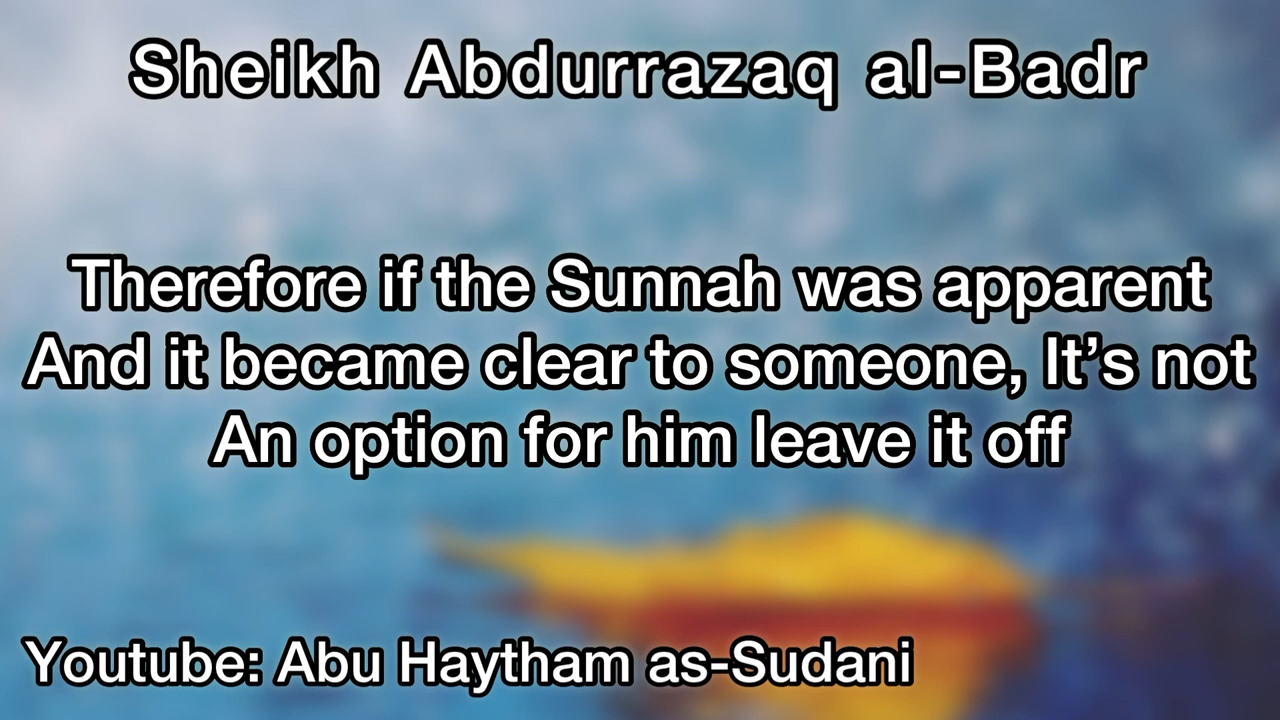 Sheikh Abdurrazaq al-Badr
Therefore if the Sunnah was apparent
And it became clear to someone, It’s not
An option for him leave it off
Youtube: Abu Haytham as-Sudani